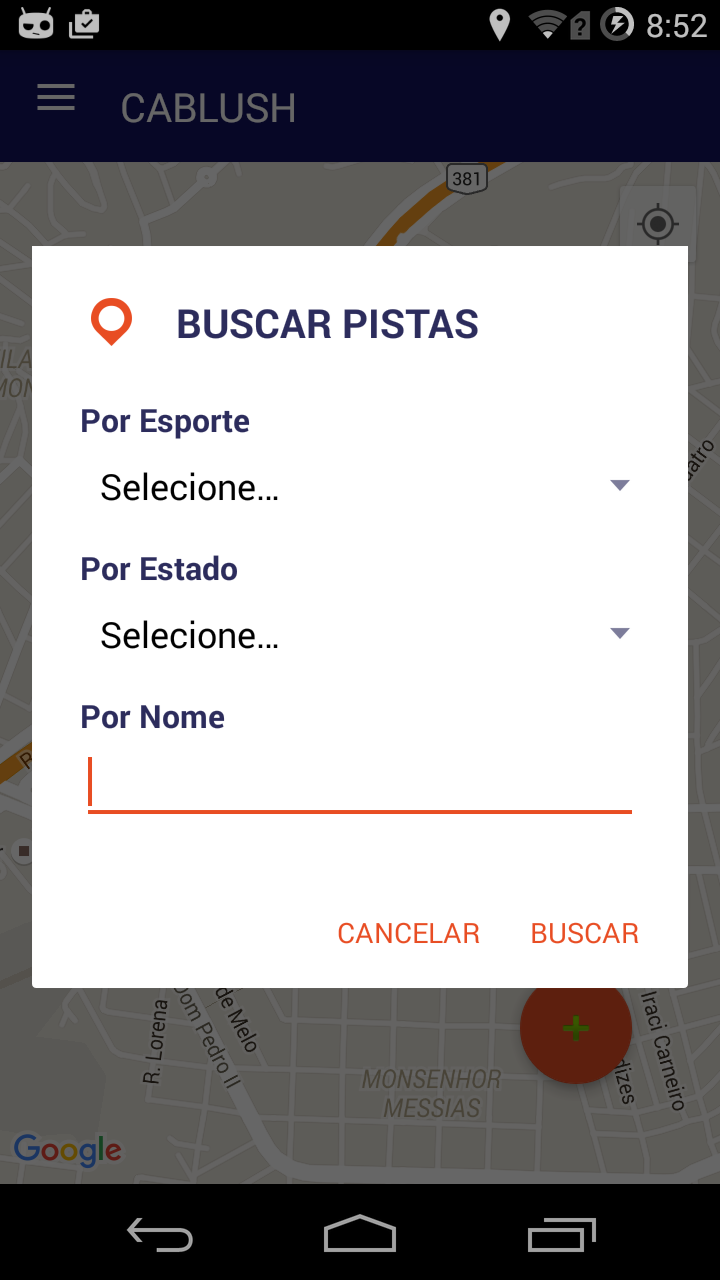 8:52
CABLUSH
381
BUSCAR PISTAS
Por Esporte
Selecione...
Por Estado
Selecione...
Por Nome
CANCELAR BUSCAR
R. Lorena
Dom Pedro II
de Melo
Iraci Carneiro
MONSENHOR
MESSIAS
Google